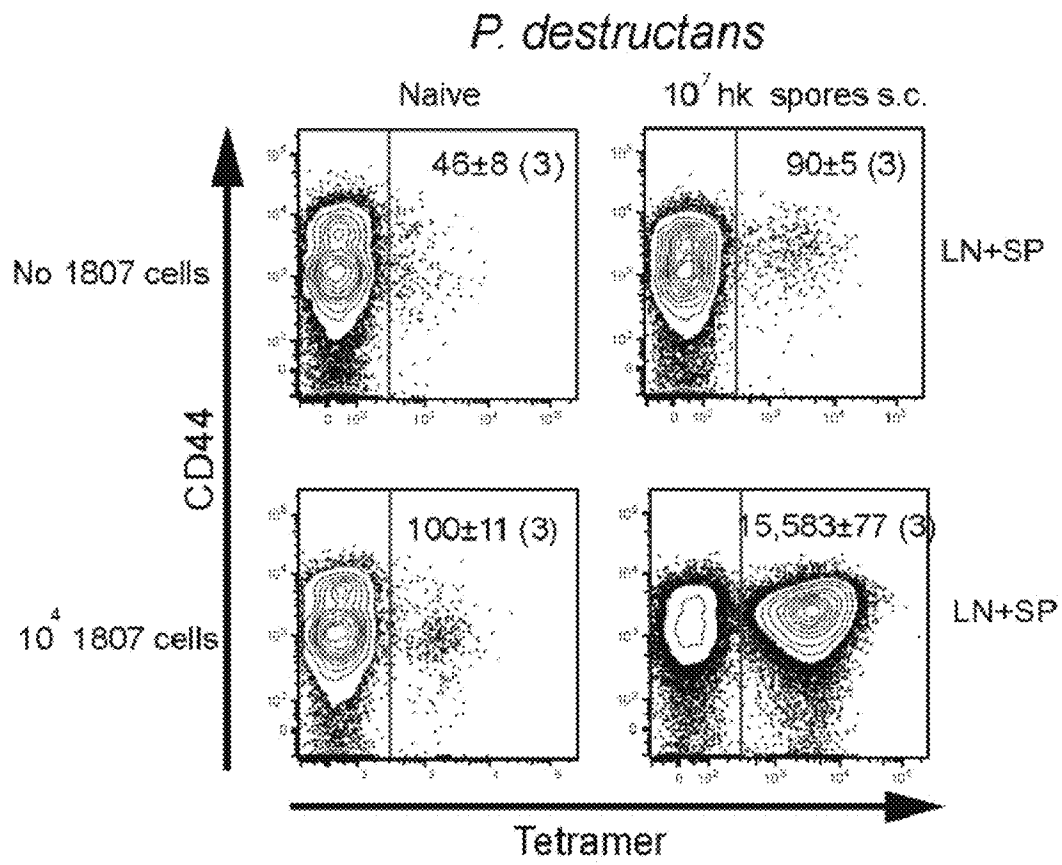 P. destructans
Naive
10⁷ hk spores s.c.
46±8 (3)
90±5 (3)
No 1807 cells
LN+SP
CD44
100±11 (3)
15,583±77 (3)
10⁴ 1807 cells
LN+SP
Tetramer